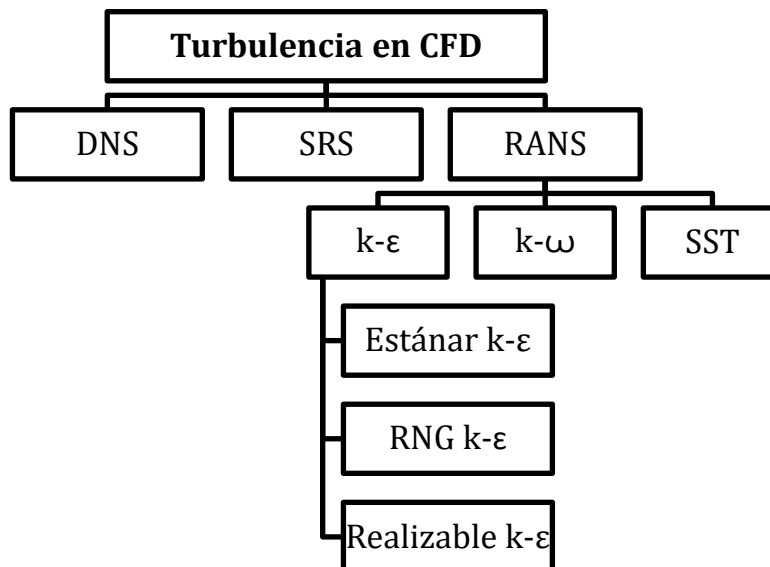 Turbulencia en CFD
DNS
SRS
RANS
k-ε
k-ω
SST
Estánar k-ε
RNG k-ε
Realizable k-ε